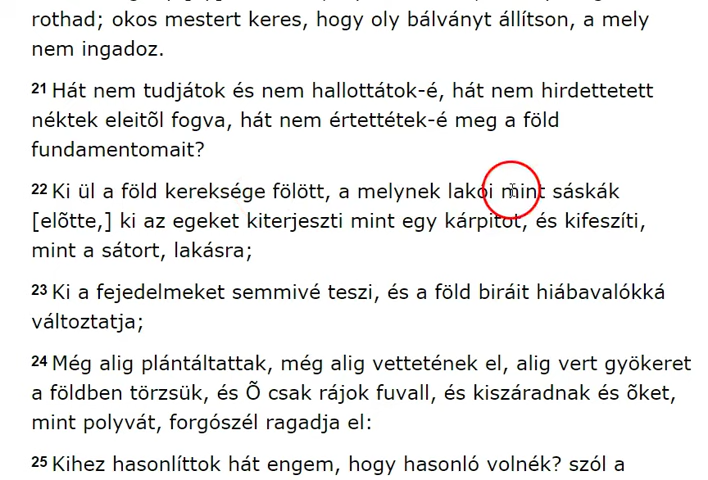 rothad; okos mestert keres, hogy oly bálványt állítson, a mely
nem ingadoz.
21 Hát nem tudjátok és nem hallottátok-é, hát nem hirdettetett
néktek eleitõl fogva, hát nem értettétek-é meg a föld
fundamentomait?
22 Ki ül a föld kereksége fölött, a melynek lakói mint sáskák
[elõtte,] ki az egeket kiterjeszti mint egy kárpitot, és kifeszíti,
mint a sátort, lakásra;
23 Ki a fejedelmeket semmivé teszi, és a föld biráit hiábavalókká
változtatja;
24 Még alig plántáltattak, még alig vettetének el, alig vert gyökeret
a földben törzsük, és Õ csak rájok fuvall, és kiszáradnak és õket,
mint polyvát, forgószél ragadja el:
25 Kihez hasonlíttok hát engem, hogy hasonló volnék? szól a